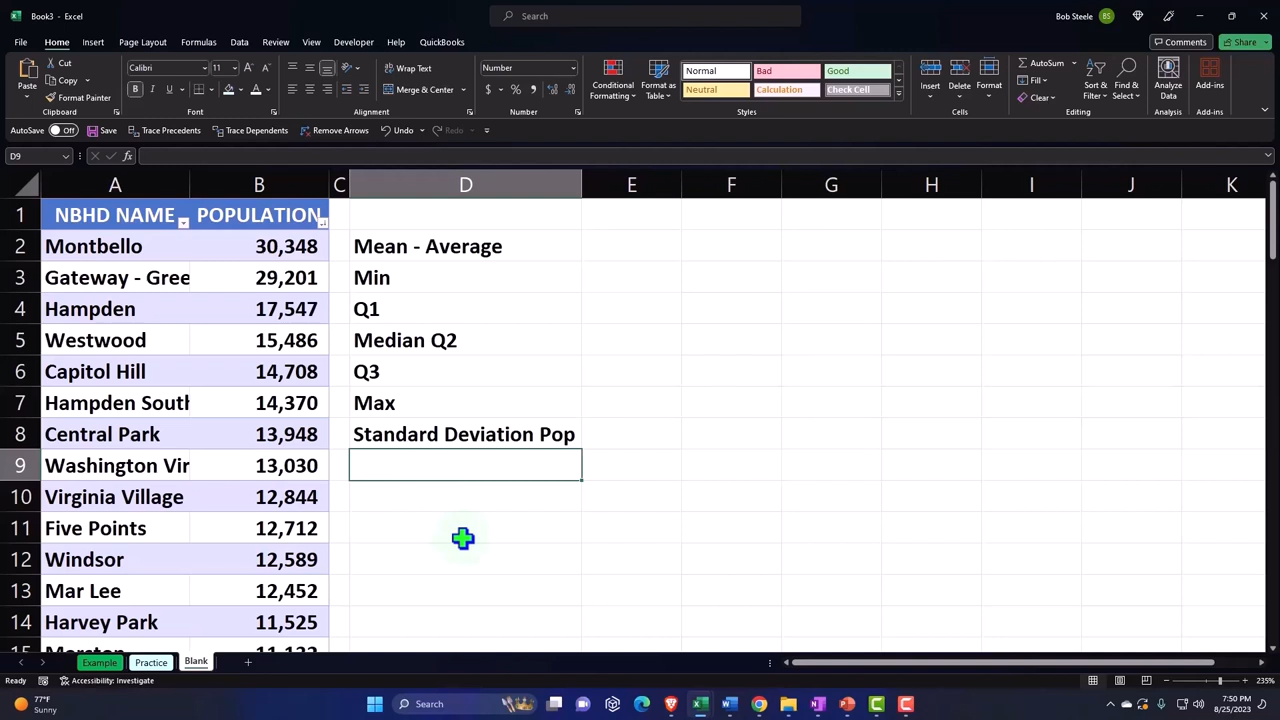 Book3 - Excel
Search
Bob Steele BS
File Home Insert Page Layout Formulas Data Review View Developer Help QuickBooks
Comments Share
Paste Cut Copy Format Painter Clipboard
Calibri 11 B I U A Font
Wrap Text Merge & Center Alignment
Number $ % Number
Conditional Formatting Format as Table Normal Bad Good Neutral Calculation Check Cell Styles
Insert Delete Format Cells
AutoSum Fill Clear Sort & Filter Find & Select Editing
Analyze Data Analysis Add-ins Add-ins
AutoSave Off Save Trace Precedents Trace Dependents Remove Arrows Undo Redo
D9 fx
A B C D E F G H I J K
1 NBHD NAME POPULATION
2 Montbello 30,348 Mean - Average
3 Gateway - Gree 29,201 Min
4 Hampden 17,547 Q1
5 Westwood 15,486 Median Q2
6 Capitol Hill 14,708 Q3
7 Hampden South 14,370 Max
8 Central Park 13,948 Standard Deviation Pop
9 Washington Vir 13,030
10 Virginia Village 12,844
11 Five Points 12,712
12 Windsor 12,589
13 Mar Lee 12,452
14 Harvey Park 11,525
Example Practice Blank
Ready Accessibility: Investigate 235%
77°F Sunny Search 7:50 PM 8/25/2023